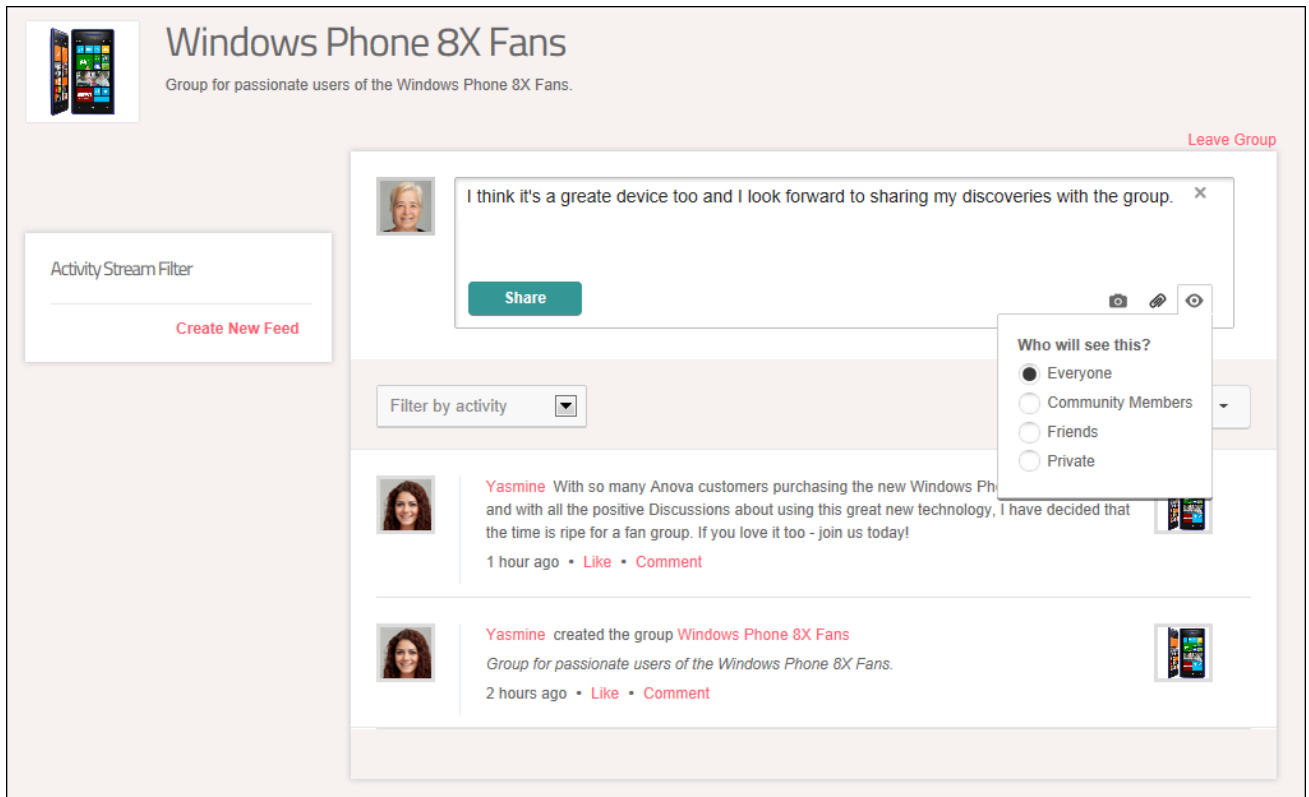 Windows Phone 8X Fans
Group for passionate users of the Windows Phone 8X Fans.
Leave Group
I think it's a greate device too and I look forward to sharing my discoveries with the group.
Share
Activity Stream Filter
Create New Feed
Who will see this?
Everyone
Community Members
Friends
Private
Filter by activity
Yasmine With so many Anova customers purchasing the new Windows
and with all the positive Discussions about using this great new technology, I have decided that
the time is ripe for a fan group. If you love it too - join us today!
1 hour ago • Like • Comment
Yasmine created the group Windows Phone 8X Fans
Group for passionate users of the Windows Phone 8X Fans.
2 hours ago • Like • Comment